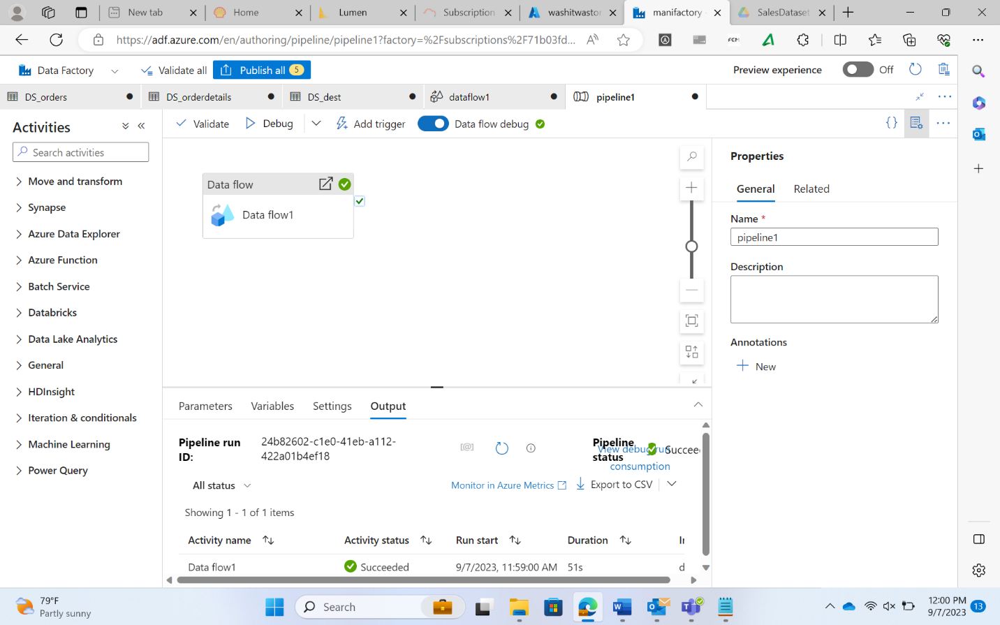 New tab
Home
Lumen
Subscription
washitwastor
manifactory
SalesDataset
https://adf.azure.com/en/authoring/pipeline/pipeline1?factory=%2Fsubscriptions%2F71b03fd...
FCM
Data Factory
Validate all
Publish all 5
Preview experience
Off
DS_orders
DS_orderdetails
DS_dest
dataflow1
pipeline1
Activities
Search activities
Move and transform
Synapse
Azure Data Explorer
Azure Function
Batch Service
Databricks
Data Lake Analytics
General
HDInsight
Iteration & conditionals
Machine Learning
Power Query
Validate
Debug
Add trigger
Data flow debug
Data flow
Data flow1
Properties
General
Related
Name *
pipeline1
Description
Annotations
New
Parameters
Variables
Settings
Output
Pipeline run
ID:
24b82602-c1e0-41eb-a112-
422a01b4ef18
Pipeline
status
View debug run
consumption
Succee
All status
Monitor in Azure Metrics
Export to CSV
Showing 1 - 1 of 1 items
Activity name
Activity status
Run start
Duration
Data flow1
Succeeded
9/7/2023, 11:59:00 AM
51s
79°F
Partly sunny
Search
12:00 PM
9/7/2023
13